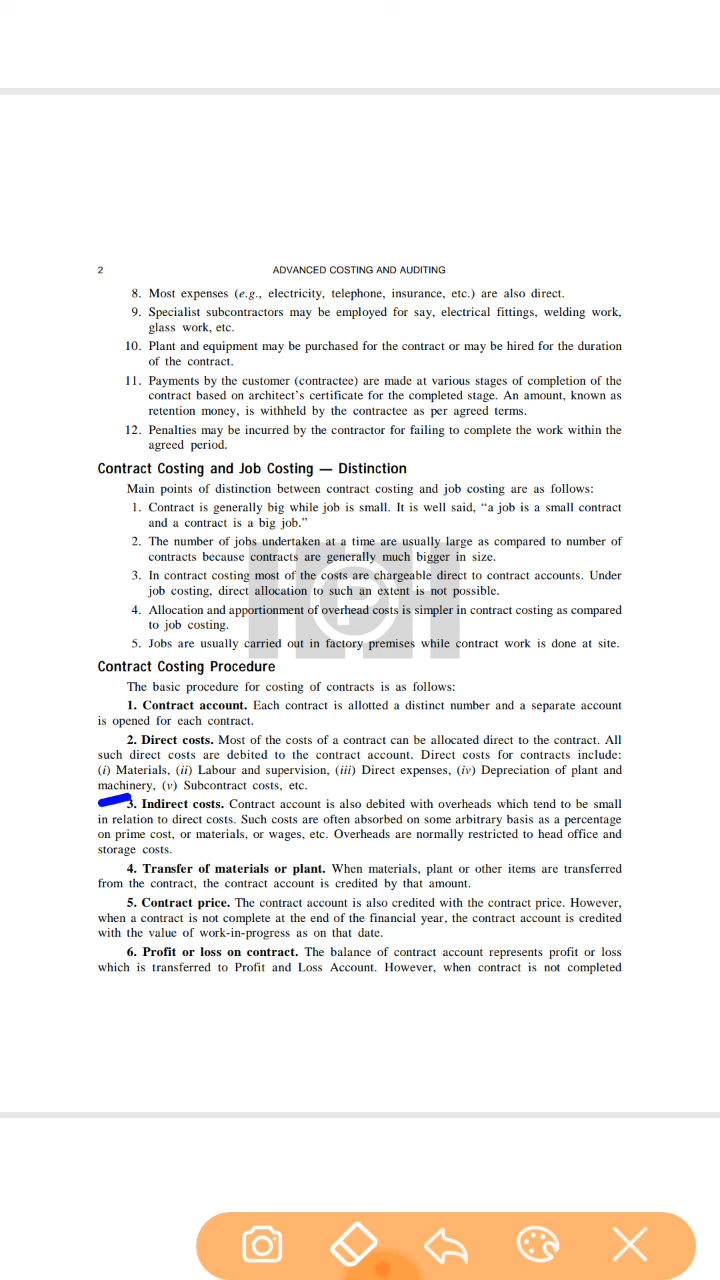 2 ADVANCED COSTING AND AUDITING
8. Most expenses (e.g., electricity, telephone, insurance, etc.) are also direct.
9. Specialist subcontractors may be employed for say, electrical fittings, welding work,
glass work, etc.
10. Plant and equipment may be purchased for the contract or may be hired for the duration
of the contract.
11. Payments by the customer (contractee) are made at various stages of completion of the
contract based on architect's certificate for the completed stage. An amount, known as
retention money, is withheld by the contractee as per agreed terms.
12. Penalties may be incurred by the contractor for failing to complete the work within the
agreed period.
Contract Costing and Job Costing — Distinction
Main points of distinction between contract costing and job costing are as follows:
1. Contract is generally big while job is small. It is well said, “a job is a small contract
and a contract is a big job.”
2. The number of jobs undertaken at a time are usually large as compared to number of
contracts because contracts are generally much bigger in size.
3. In contract costing most of the costs are chargeable direct to contract accounts. Under
job costing, direct allocation to such an extent is not possible.
4. Allocation and apportionment of overhead costs is simpler in contract costing as compared
to job costing.
5. Jobs are usually carried out in factory premises while contract work is done at site.
Contract Costing Procedure
The basic procedure for costing of contracts is as follows:
1. Contract account. Each contract is allotted a distinct number and a separate account
is opened for each contract.
2. Direct costs. Most of the costs of a contract can be allocated direct to the contract. All
such direct costs are debited to the contract account. Direct costs for contracts include:
(i) Materials, (ii) Labour and supervision, (iii) Direct expenses, (iv) Depreciation of plant and
machinery, (v) Subcontract costs, etc.
3. Indirect costs. Contract account is also debited with overheads which tend to be small
in relation to direct costs. Such costs are often absorbed on some arbitrary basis as a percentage
on prime cost, or materials, or wages, etc. Overheads are normally restricted to head office and
storage costs.
4. Transfer of materials or plant. When materials, plant or other items are transferred
from the contract, the contract account is credited by that amount.
5. Contract price. The contract account is also credited with the contract price. However,
when a contract is not complete at the end of the financial year, the contract account is credited
with the value of work-in-progress as on that date.
6. Profit or loss on contract. The balance of contract account represents profit or loss
which is transferred to Profit and Loss Account. However, when contract is not completed